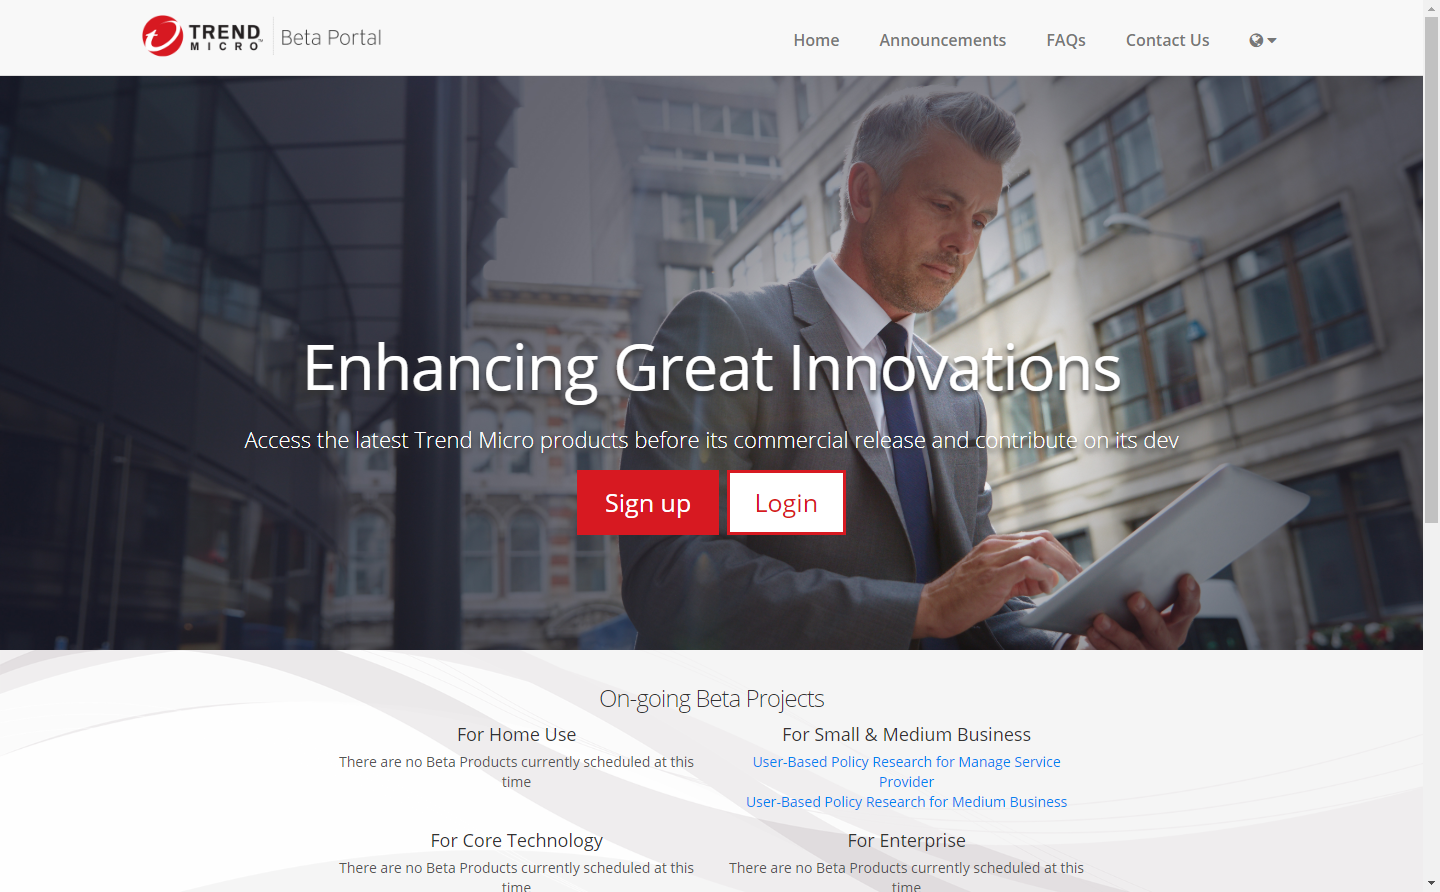 TREND MICRO™ Beta Portal
Home Announcements FAQs Contact Us
Enhancing Great Innovations
Access the latest Trend Micro products before its commercial release and contribute on its dev
Sign up Login
On-going Beta Projects
For Home Use
There are no Beta Products currently scheduled at this
time
For Small & Medium Business
User-Based Policy Research for Manage Service
Provider
User-Based Policy Research for Medium Business
For Core Technology
There are no Beta Products currently scheduled at this
time
For Enterprise
There are no Beta Products currently scheduled at this
time